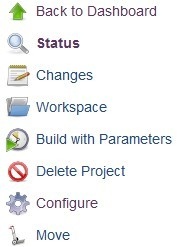 Back to Dashboard
Status
Changes
Workspace
Build with Parameters
Delete Project
Configure
Move